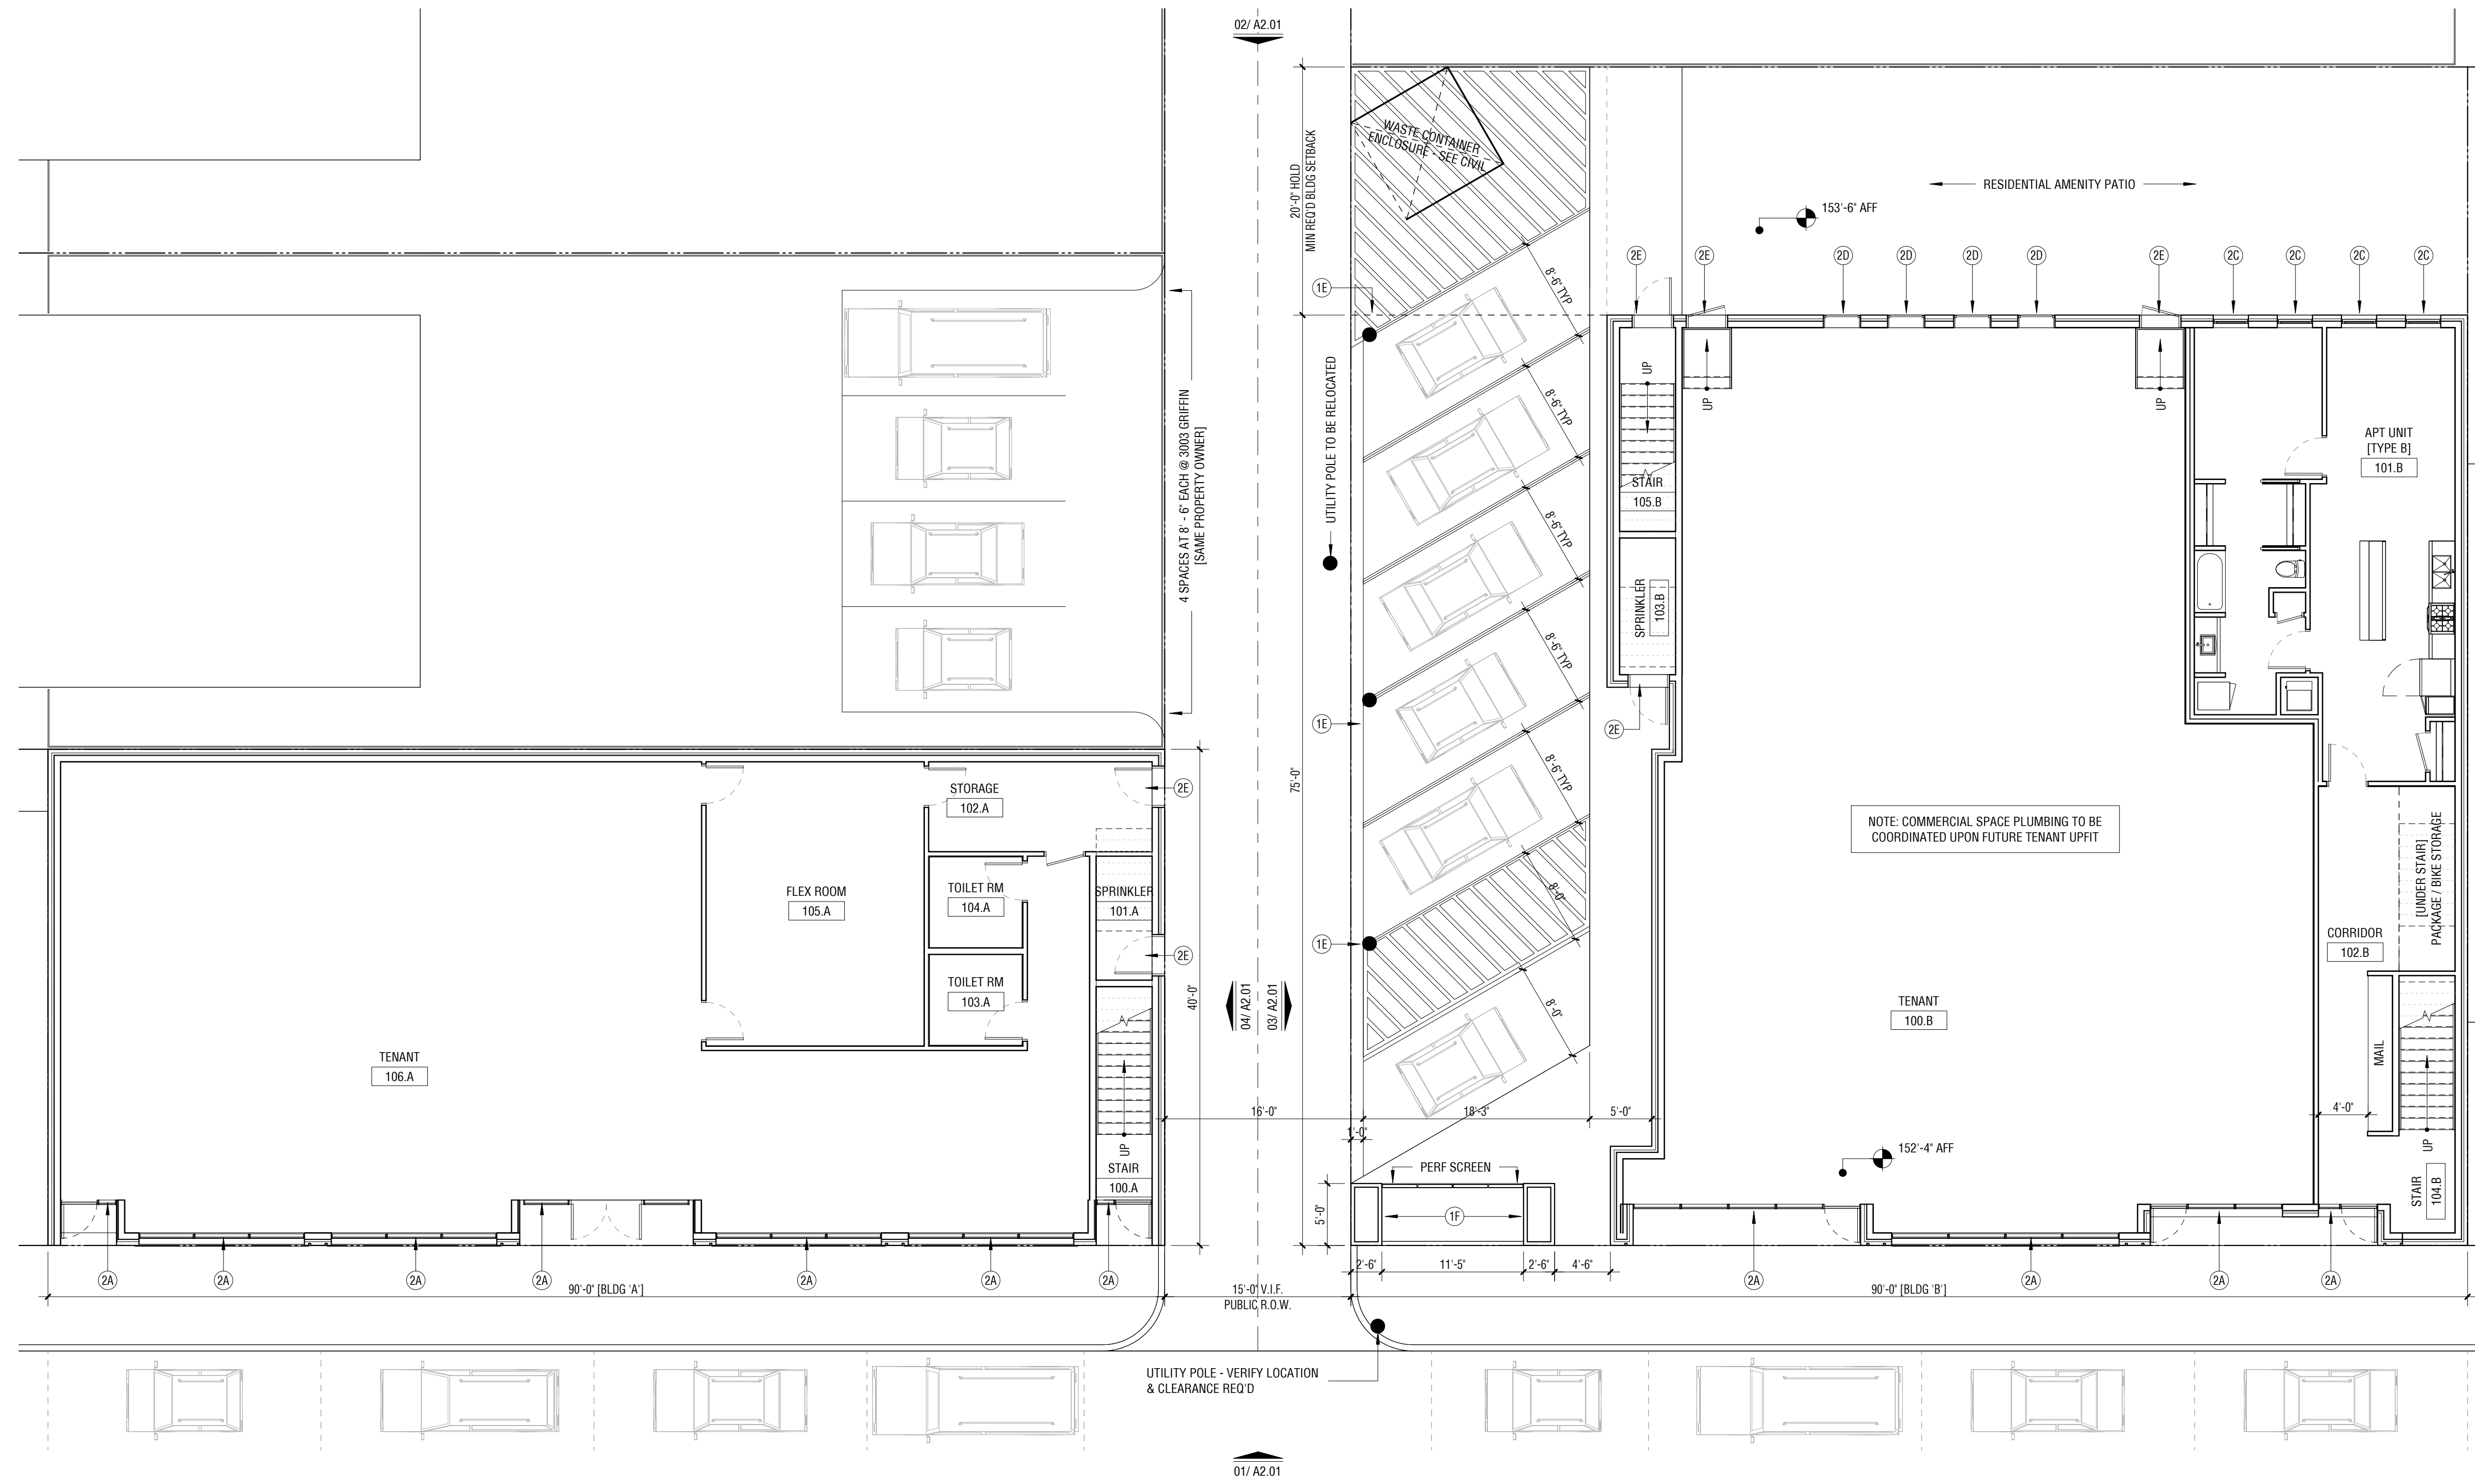 02/ A2.01
20'-0" HOLD
MIN REQ'D BLDG SETBACK
WASTE CONTAINER
ENCLOSURE - SEE CIVIL
RESIDENTIAL AMENITY PATIO
153'-6" AFF
2E
2E
2D
2D
2D
2D
2E
2C
2C
2C
2C
1E
8'-6" TYP
8'-6" TYP
8'-6" TYP
8'-6" TYP
8'-6" TYP
8'-0"
8'-0"
4 SPACES AT 8' - 6" EACH @ 3003 GRIFFIN
[SAME PROPERTY OWNER]
UTILITY POLE TO BE RELOCATED
UP
STAIR
105.B
UP
UP
APT UNIT
[TYPE B]
101.B
SPRINKLER
103.B
2E
1E
75'-0"
1E
STORAGE
102.A
2E
FLEX ROOM
105.A
TOILET RM
104.A
SPRINKLER
101.A
2E
TOILET RM
103.A
40'-0"
04/ A2.01
03/ A2.01
TENANT
106.A
UP
STAIR
100.A
NOTE: COMMERCIAL SPACE PLUMBING TO BE
COORDINATED UPON FUTURE TENANT UPFIT
[UNDER STAIR]
PACKAGE / BIKE STORAGE
CORRIDOR
102.B
TENANT
100.B
MAIL
4'-0"
UP
STAIR
104.B
16'-0"
18'-3"
5'-0"
1'-0"
152'-4" AFF
PERF SCREEN
1F
5'-0"
2'-6"
11'-5"
2'-6"
4'-6"
2A
2A
2A
2A
2A
2A
2A
2A
2A
2A
2A
90'-0" [BLDG 'A']
15'-0" V.I.F.
PUBLIC R.O.W.
90'-0" [BLDG 'B']
UTILITY POLE - VERIFY LOCATION
& CLEARANCE REQ'D
01/ A2.01